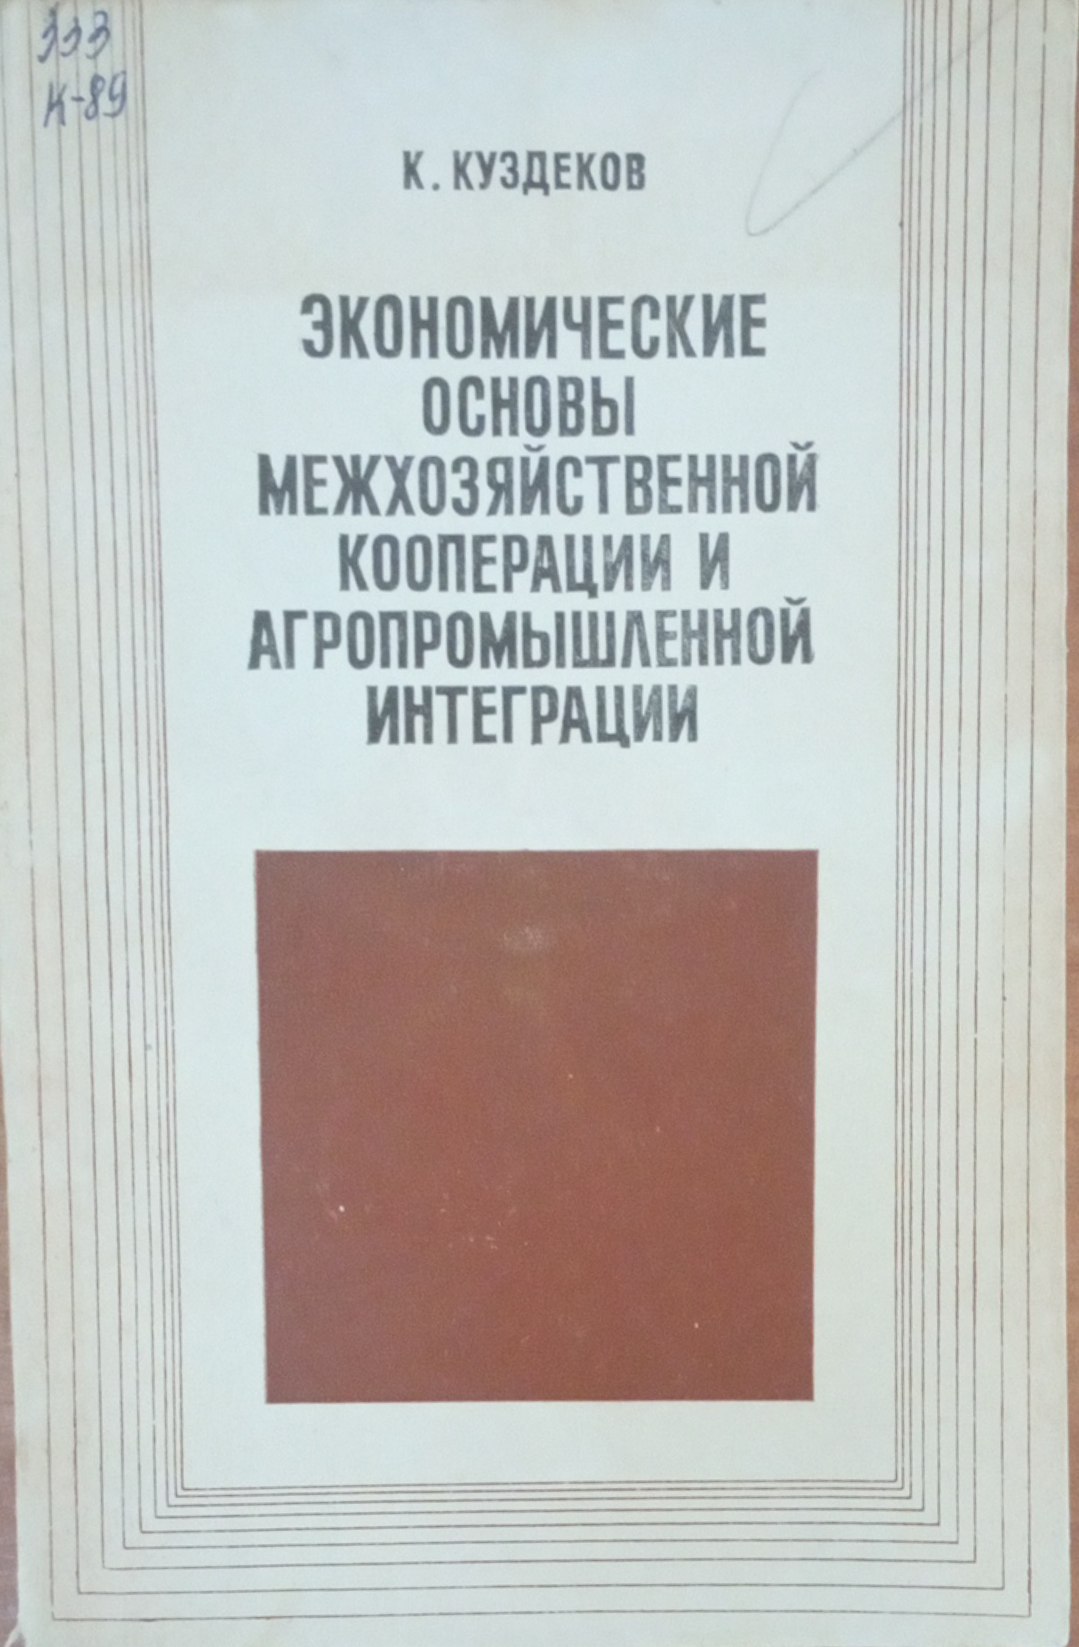 333
К-89
К. КУЗДЕКОВ
ЭКОНОМИЧЕСКИЕ
ОСНОВЫ
МЕЖХОЗЯЙСТВЕННОЙ
КООПЕРАЦИИ И
АГРОПРОМЫШЛЕННОЙ
ИНТЕГРАЦИИ